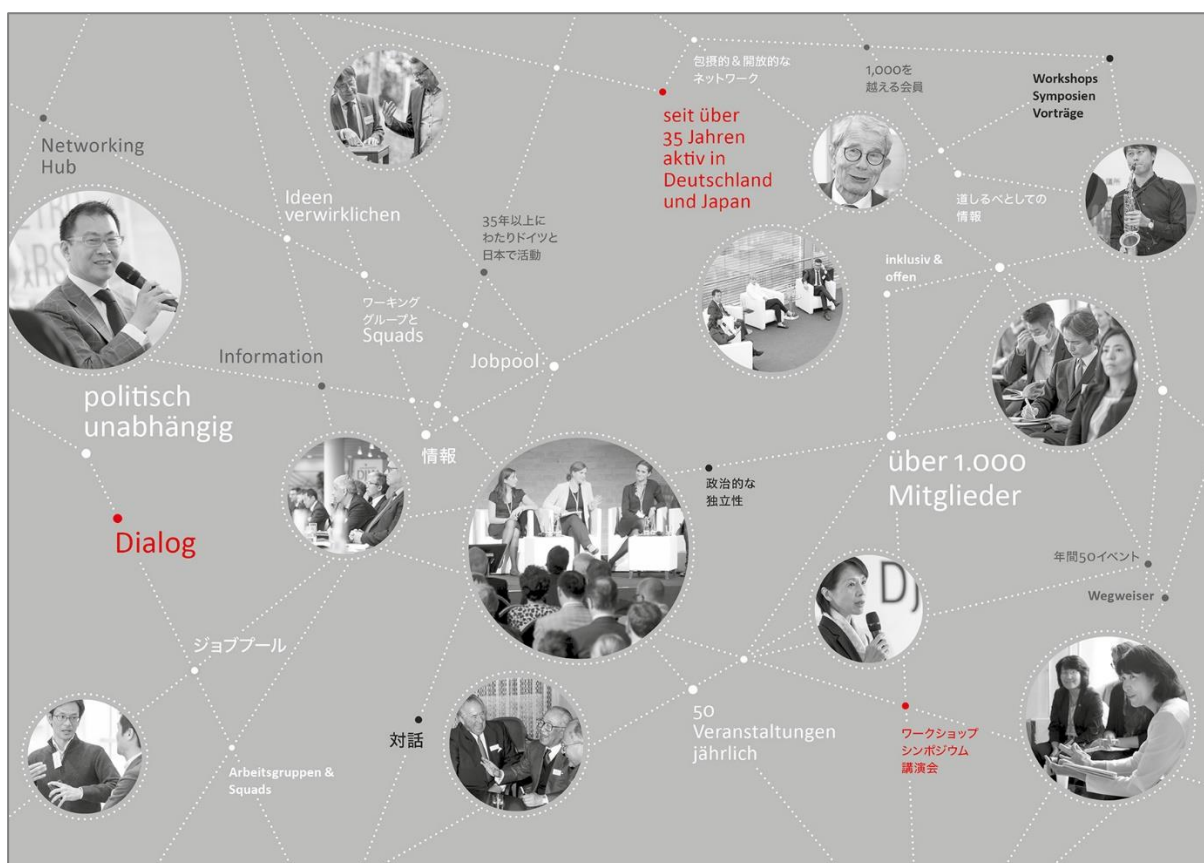 包摂的&開放的な
ネットワーク
1,000を
越える会員
Workshops
Symposien
Vorträge
seit über
35 Jahren
aktiv in
Deutschland
und Japan
Networking
Hub
Ideen
verwirklichen
35年以上に
わたりドイツと
日本で活動
道しるべとしての
情報
inklusiv &
offen
ワーキング
グループと
Squads
Information
Jobpool
politisch
unabhängig
情報
über 1.000
Mitglieder
政治的な
独立性
Dialog
年間50イベント
Wegweiser
Dj
ジョブプール
50
Veranstaltungen
jährlich
対話
ワークショップ
シンポジウム
講演会
Arbeitsgruppen &
Squads